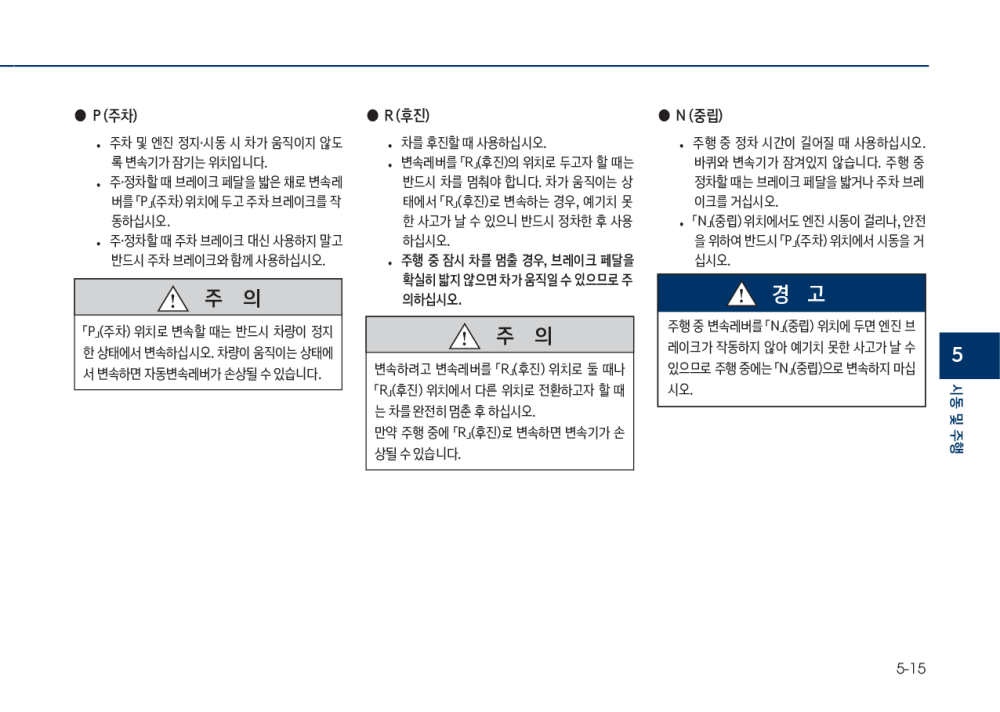 ● P (주차)
• 주차 및 엔진 정지·시동 시 차가 움직이지 않도
록 변속기가 잠기는 위치입니다.
• 주·정차할 때 브레이크 페달을 밟은 채로 변속레
버를 「P」(주차) 위치에 두고 주차 브레이크를 작
동하십시오.
• 주·정차할 때 주차 브레이크 대신 사용하지 말고
반드시 주차 브레이크와 함께 사용하십시오.
주 의
「P」(주차) 위치로 변속할 때는 반드시 차량이 정지
한 상태에서 변속하십시오. 차량이 움직이는 상태에
서 변속하면 자동변속레버가 손상될 수 있습니다.
● R (후진)
• 차를 후진할 때 사용하십시오.
• 변속레버를 「R」(후진)의 위치로 두고자 할 때는
반드시 차를 멈춰야 합니다. 차가 움직이는 상
태에서 「R」(후진)로 변속하는 경우, 예기치 못
한 사고가 날 수 있으니 반드시 정차한 후 사용
하십시오.
• 주행 중 잠시 차를 멈출 경우, 브레이크 페달을
확실히 밟지 않으면 차가 움직일 수 있으므로 주
의하십시오.
주 의
변속하려고 변속레버를 「R」(후진) 위치로 둘 때나
「R」(후진) 위치에서 다른 위치로 전환하고자 할 때
는 차를 완전히 멈춘 후 하십시오.
만약 주행 중에 「R」(후진)로 변속하면 변속기가 손
상될 수 있습니다.
● N (중립)
• 주행 중 정차 시간이 길어질 때 사용하십시오.
바퀴와 변속기가 잠겨있지 않습니다. 주행 중
정차할 때는 브레이크 페달을 밟거나 주차 브레
이크를 거십시오.
• 「N」(중립) 위치에서도 엔진 시동이 걸리나, 안전
을 위하여 반드시 「P」(주차) 위치에서 시동을 거
십시오.
경 고
주행 중 변속레버를 「N」(중립) 위치에 두면 엔진 브
레이크가 작동하지 않아 예기치 못한 사고가 날 수
있으므로 주행 중에는 「N」(중립)으로 변속하지 마십
시오.
5
시동 및 주행
5-15